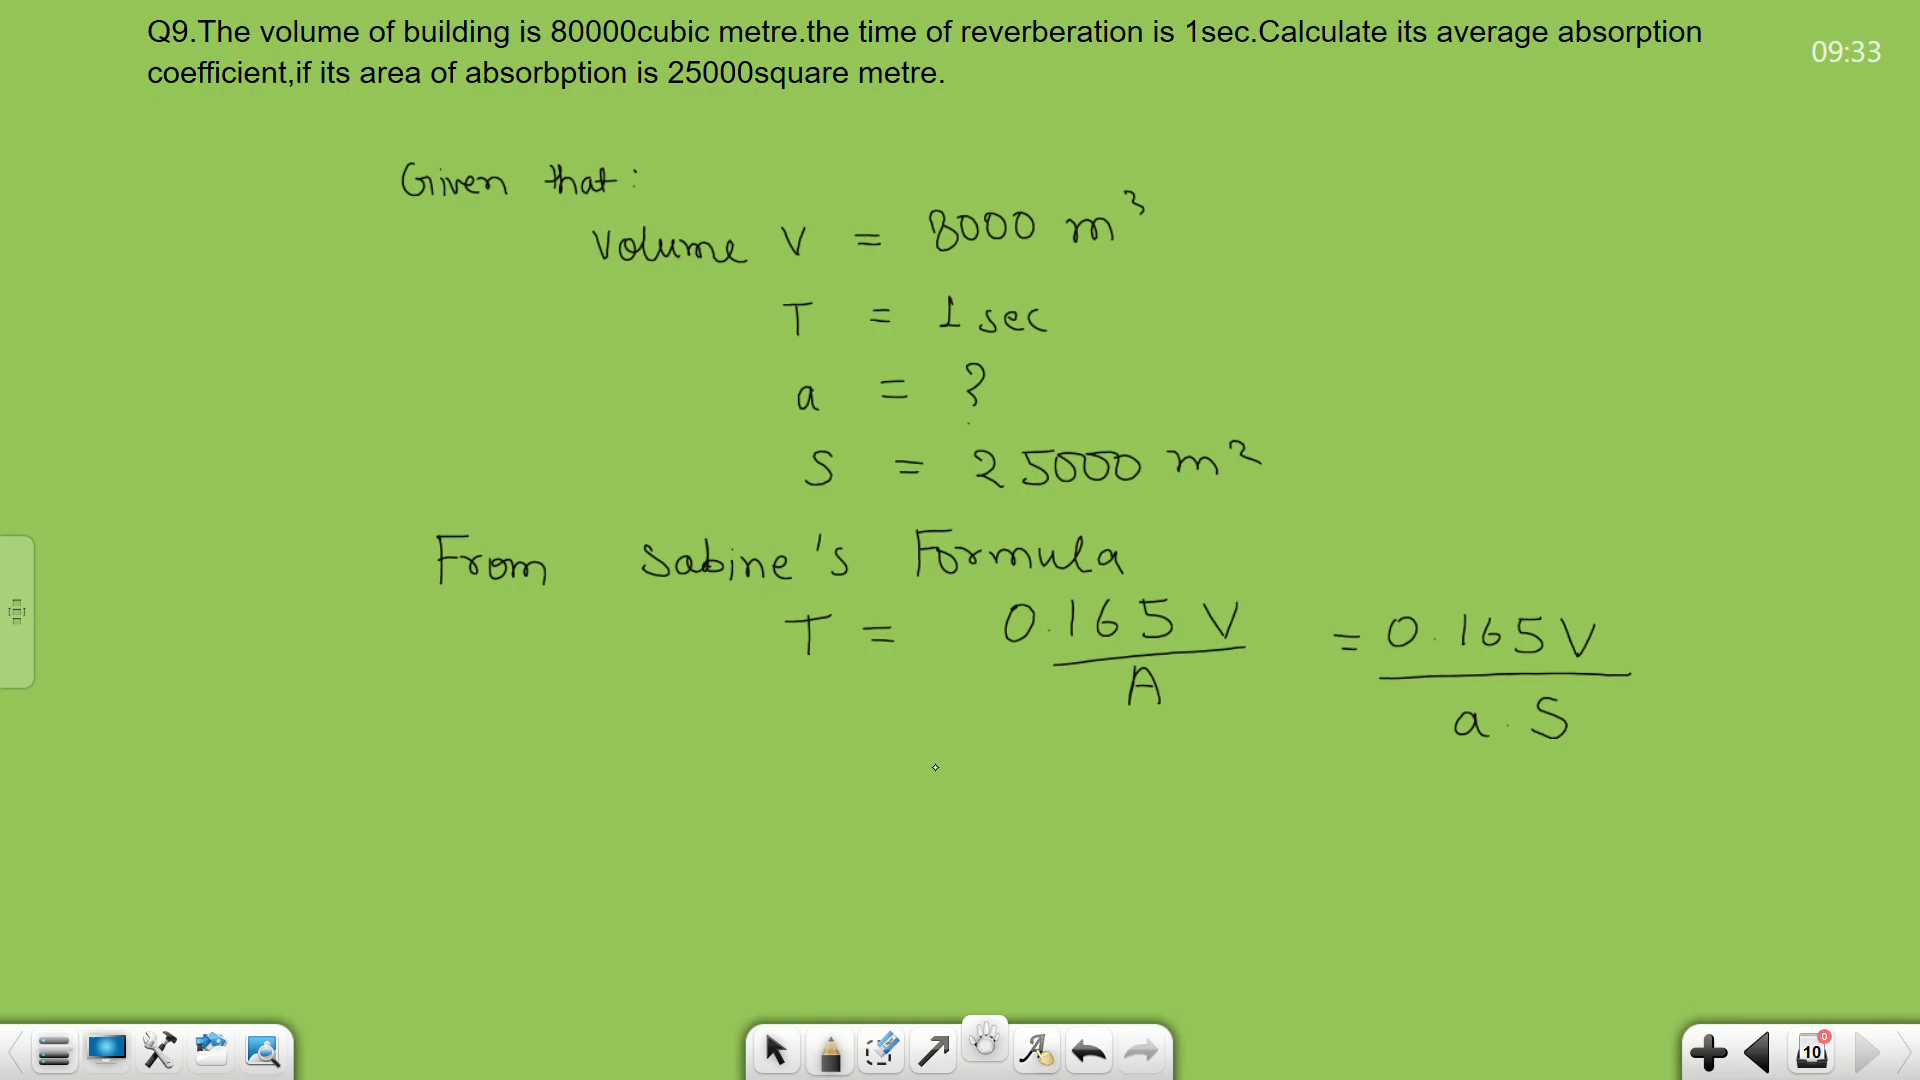 Q9.The volume of building is 80000cubic metre.the time of reverberation is 1sec.Calculate its average absorption
coefficient,if its area of absorbption is 25000square metre.
09:33
Given that:
Volume V = 8000 m³
T = 1 sec
a = ?
S = 25000 m²
From Sabine's Formula
T = 0.165 V / A = 0.165 V / a . S
10
0